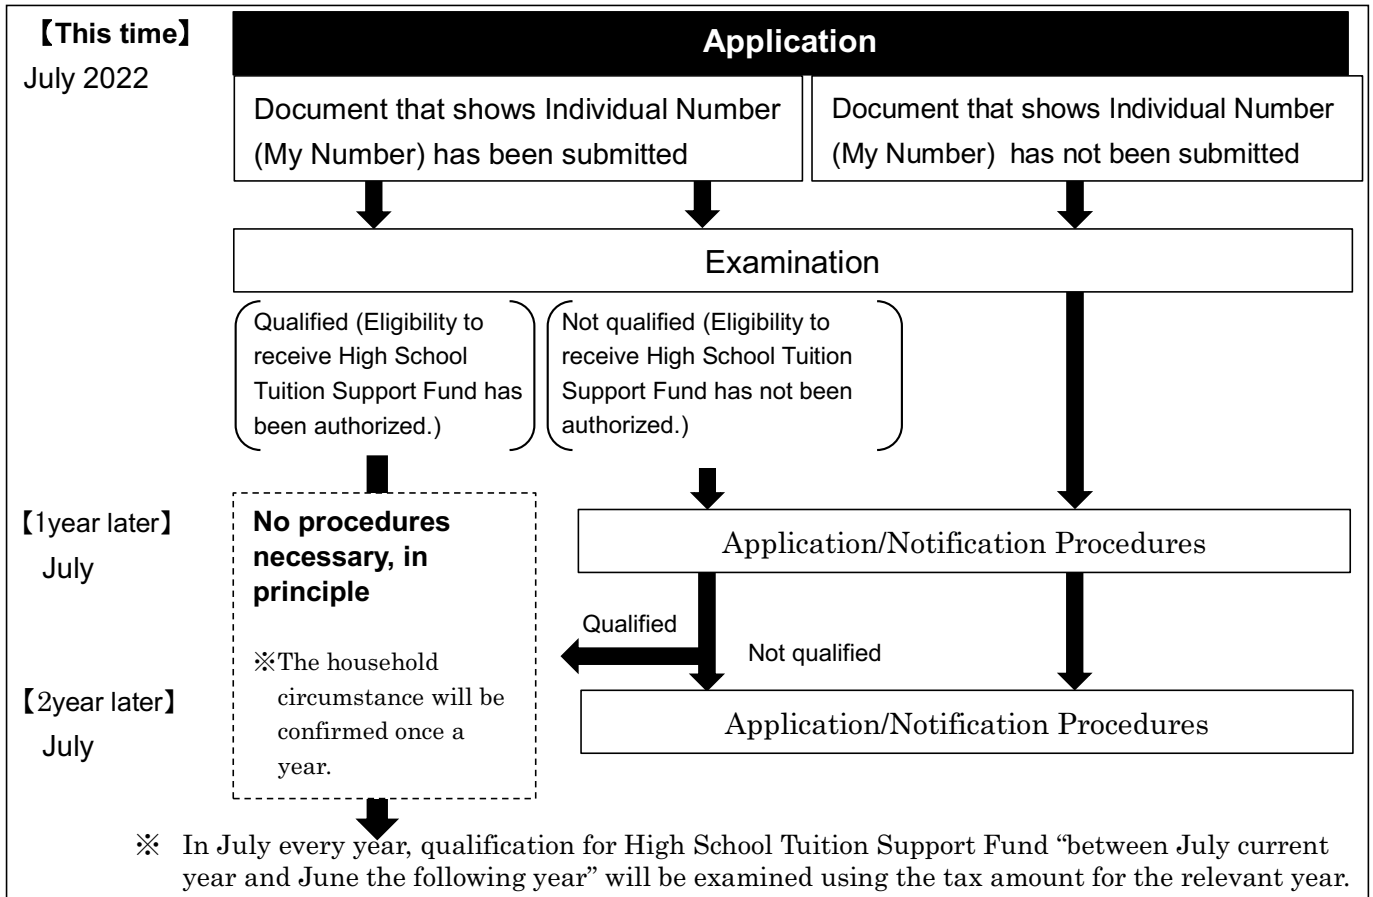 【This time】
July 2022
Application
Document that shows Individual Number
(My Number) has been submitted
Document that shows Individual Number
(My Number) has not been submitted
Examination
Qualified (Eligibility to
receive High School
Tuition Support Fund has
been authorized.)
Not qualified (Eligibility to
receive High School Tuition
Support Fund has not been
authorized.)
【1year later】
July
No procedures
necessary, in
principle
※The household
circumstance will be
confirmed once a
year.
Application/Notification Procedures
Qualified
Not qualified
【2year later】
July
Application/Notification Procedures
※ In July every year, qualification for High School Tuition Support Fund “between July current
year and June the following year” will be examined using the tax amount for the relevant year.